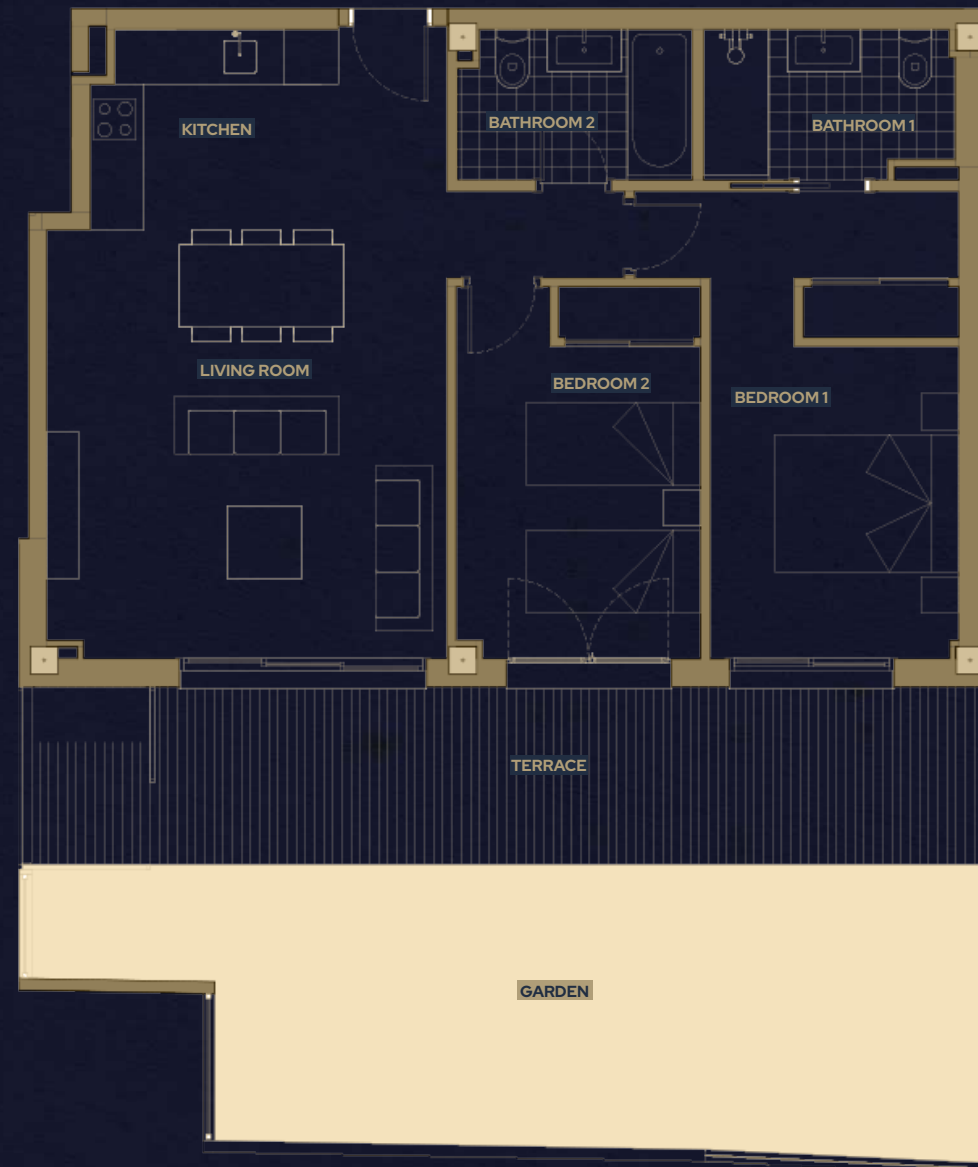 BATHROOM 2
BATHROOM 1
KITCHEN
LIVING ROOM
BEDROOM 2
BEDROOM 1
TERRACE
GARDEN